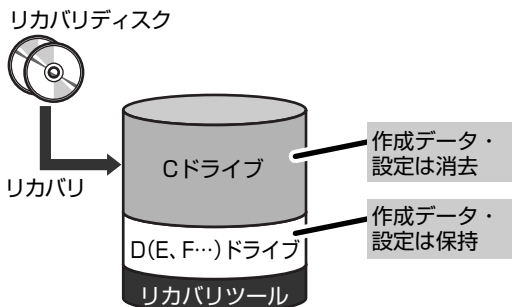 リカバリディスク
リカバリ
Cドライブ
作成データ・
設定は消去
D(E、F…)ドライブ
作成データ・
設定は保持
リカバリツール